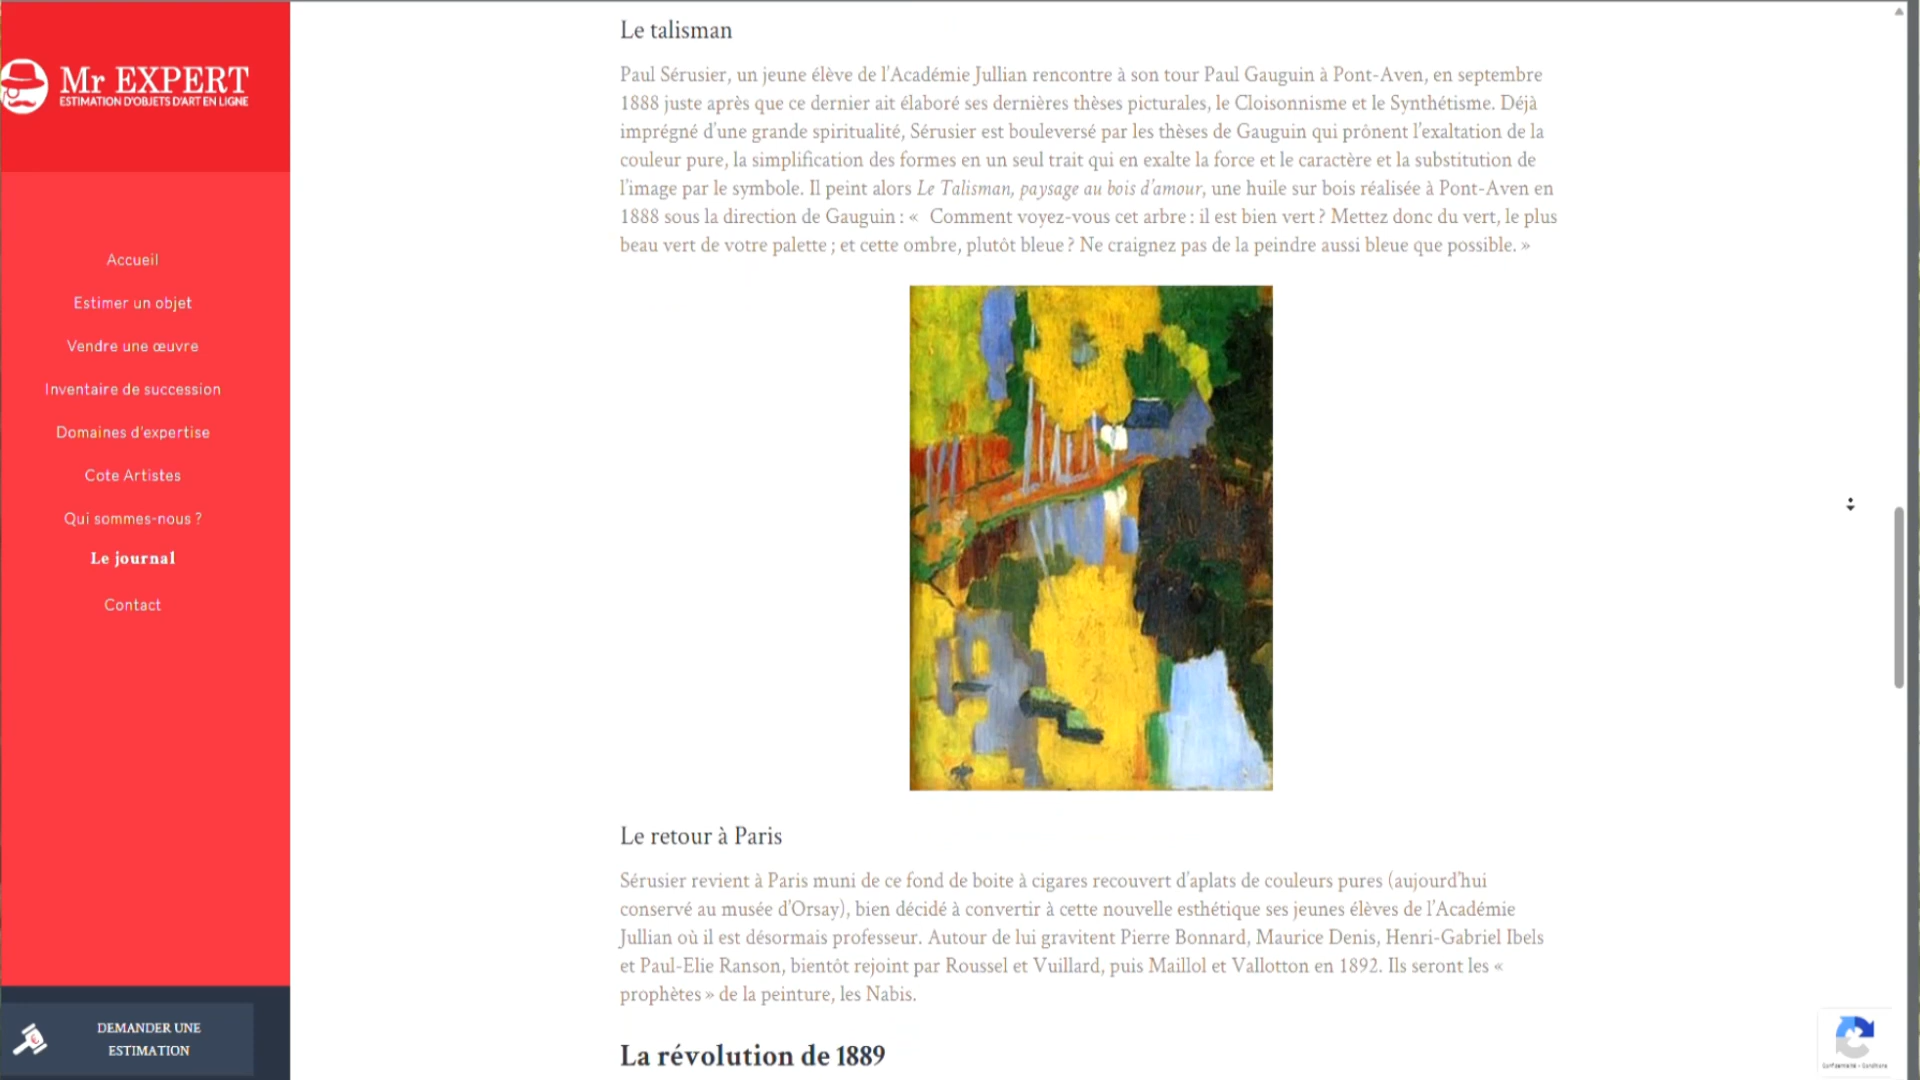 Mr EXPERT
ESTIMATION D'OBJETS D'ART EN LIGNE
Accueil
Estimer un objet
Vendre une œuvre
Inventaire de succession
Domaines d'expertise
Cote Artistes
Qui sommes-nous ?
Le journal
Contact
DEMANDER UNE
ESTIMATION
Le talisman
Paul Sérusier, un jeune élève de l'Académie Jullian rencontre à son tour Paul Gauguin à Pont-Aven, en septembre
1888 juste après que ce dernier ait élaboré ses dernières thèses picturales, le Cloisonnisme et le Synthétisme. Déjà
imprégné d'une grande spiritualité, Sérusier est bouleversé par les thèses de Gauguin qui prônent l'exaltation de la
couleur pure, la simplification des formes en un seul trait qui en exalte la force et le caractère et la substitution de
l'image par le symbole. Il peint alors Le Talisman, paysage au bois d'amour, une huile sur bois réalisée à Pont-Aven en
1888 sous la direction de Gauguin : « Comment voyez-vous cet arbre : il est bien vert ? Mettez donc du vert, le plus
beau vert de votre palette ; et cette ombre, plutôt bleue ? Ne craignez pas de la peindre aussi bleue que possible. »
Le retour à Paris
Sérusier revient à Paris muni de ce fond de boite à cigares recouvert d'aplats de couleurs pures (aujourd'hui
conservé au musée d'Orsay), bien décidé à convertir à cette nouvelle esthétique ses jeunes élèves de l'Académie
Jullian où il est désormais professeur. Autour de lui gravitent Pierre Bonnard, Maurice Denis, Henri-Gabriel Ibels
et Paul-Elie Ranson, bientôt rejoint par Roussel et Vuillard, puis Maillol et Vallotton en 1892. Ils seront les «
prophètes » de la peinture, les Nabis.
La révolution de 1889
Confidentialité - Conditions